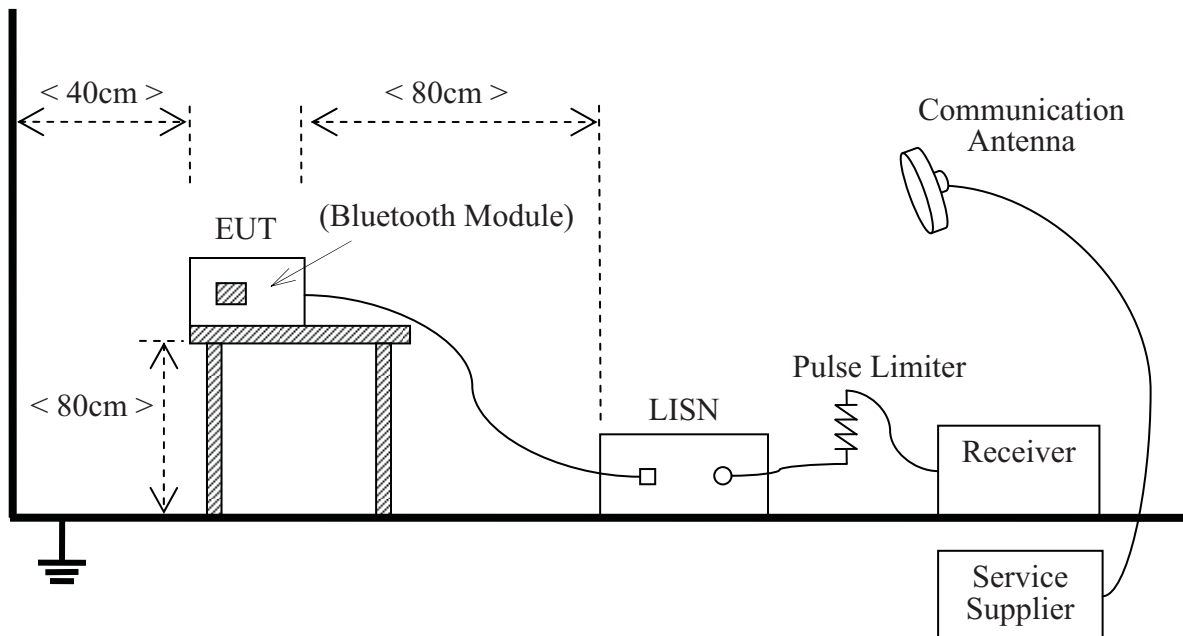 < 40cm >
< 80cm >
Communication
Antenna
(Bluetooth Module)
EUT
Pulse Limiter
< 80cm >
LISN
Receiver
Service
Supplier